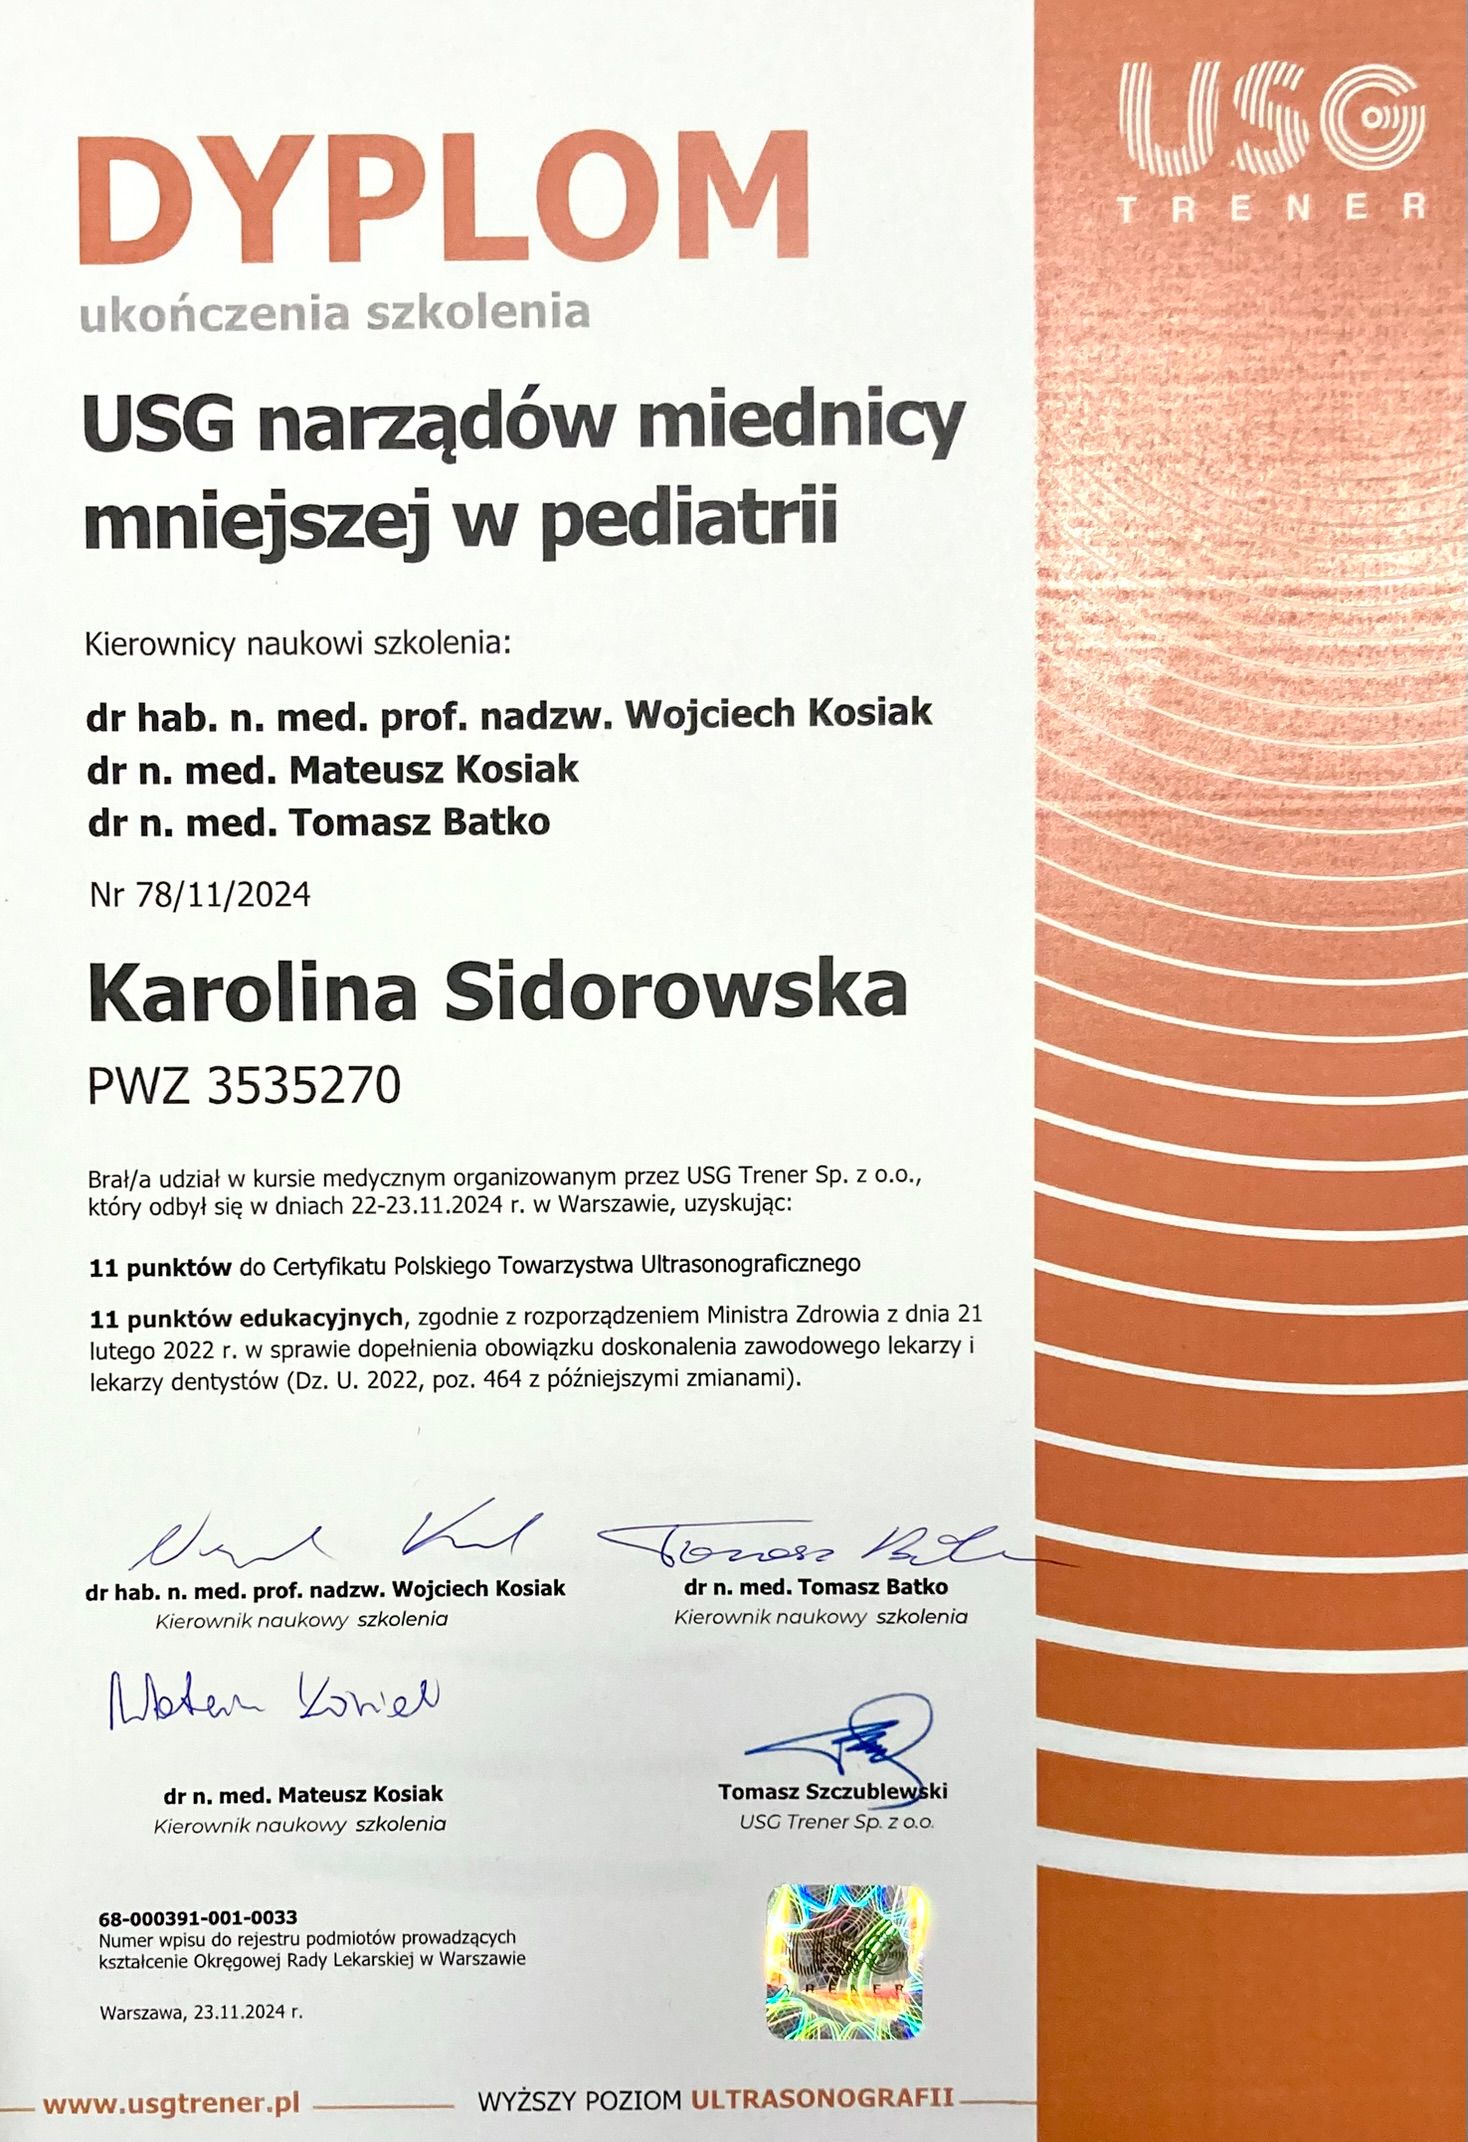 USG
TRENER
DYPLOM
ukończenia szkolenia
USG narządów miednicy
mniejszej w pediatrii
Kierownicy naukowi szkolenia:
dr hab. n. med. prof. nadzw. Wojciech Kosiak
dr n. med. Mateusz Kosiak
dr n. med. Tomasz Batko
Nr 78/11/2024
Karolina Sidorowska
PWZ 3535270
Brał/a udział w kursie medycznym organizowanym przez USG Trener Sp. z o.o.,
który odbył się w dniach 22-23.11.2024 r. w Warszawie, uzyskując:
11 punktów do Certyfikatu Polskiego Towarzystwa Ultrasonograficznego
11 punktów edukacyjnych, zgodnie z rozporządzeniem Ministra Zdrowia z dnia 21
lutego 2022 r. w sprawie dopełnienia obowiązku doskonalenia zawodowego lekarzy i
lekarzy dentystów (Dz. U. 2022, poz. 464 z późniejszymi zmianami).
Tomasz Batko
dr hab. n. med. prof. nadzw. Wojciech Kosiak
Kierownik naukowy szkolenia
dr n. med. Tomasz Batko
Kierownik naukowy szkolenia
Mateusz Kosiak
dr n. med. Mateusz Kosiak
Kierownik naukowy szkolenia
Tomasz Szczublewski
USG Trener Sp. z o.o.
68-000391-001-0033
Numer wpisu do rejestru podmiotów prowadzących
kształcenie Okręgowej Rady Lekarskiej w Warszawie
Warszawa, 23.11.2024 r.
USG
TRENER
www.usgtrener.pl
WYŻSZY POZIOM ULTRASONOGRAFII